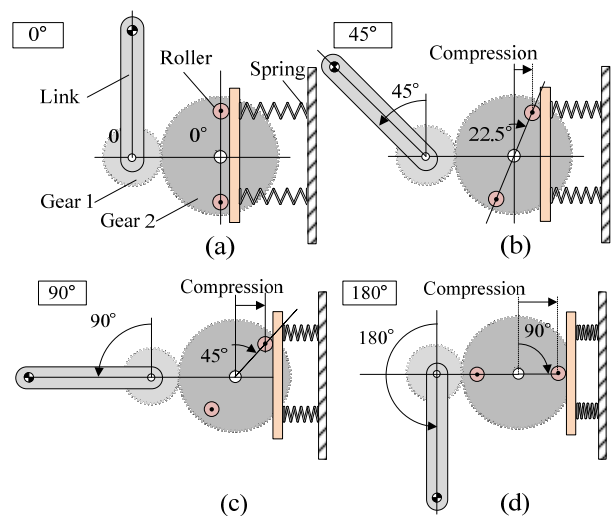 0°
Roller
Spring
Link
0
0°
Gear 1
Gear 2
(a)
45°
Compression
45°
22.5°
(b)
90°
Compression
90°
45°
(c)
180°
Compression
180°
90°
(d)